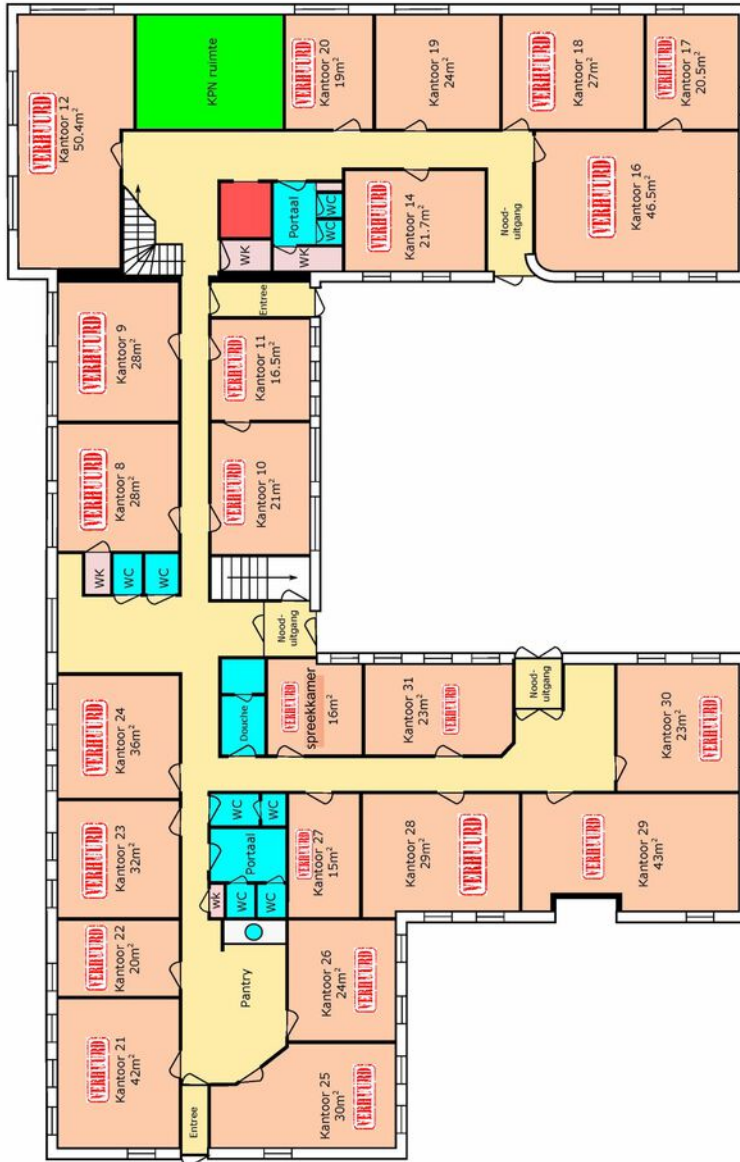 VERHUURD
Kantoor 12
50.4m²
KPN ruimte
VERHUURD
Kantoor 20
19m²
Kantoor 19
24m²
VERHUURD
Kantoor 18
27m²
VERHUURD
Kantoor 17
20.5m²
WK
Portaal
WC
WC
WK
VERHUURD
Kantoor 14
21.7m²
Nood-
uitgang
VERHUURD
Kantoor 16
46.5m²
Entree
VERHUURD
Kantoor 9
28m²
VERHUURD
Kantoor 11
16.5m²
VERHUURD
Kantoor 8
28m²
VERHUURD
Kantoor 10
21m²
WK
WC
WC
Nood-
uitgang
VERHUURD
Kantoor 24
36m²
Douche
VERHUURD
spreekkamer
16m²
Kantoor 31
23m²
VERHUURD
Nood-
uitgang
Kantoor 30
23m²
VERHUURD
VERHUURD
Kantoor 23
32m²
WC
WC
Portaal
wk
WC
WC
VERHUURD
Kantoor 27
15m²
Kantoor 28
29m²
VERHUURD
VERHUURD
Kantoor 29
43m²
Kantoor 22
20m²
Pantry
Kantoor 26
24m²
VERHUURD
VERHUURD
Kantoor 21
42m²
Entree
Kantoor 25
30m²
VERHUURD